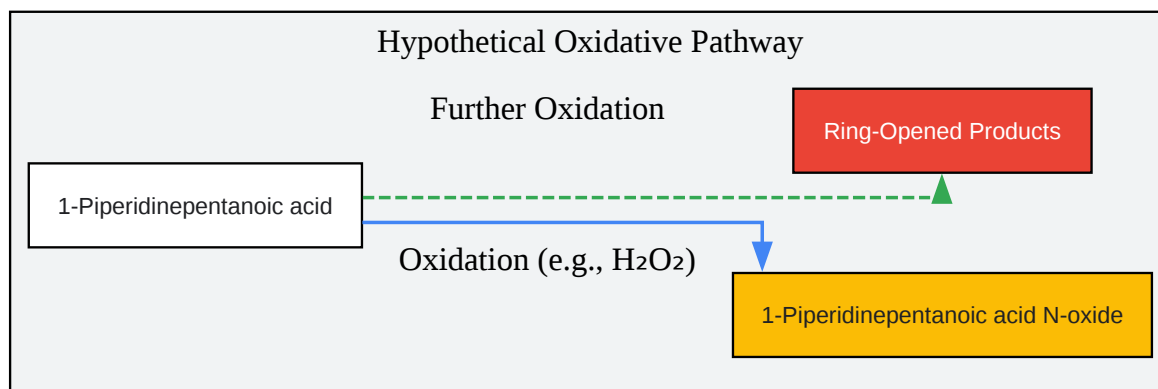 Hypothetical Oxidative Pathway
Further Oxidation
Ring-Opened Products
1-Piperidinepentanoic acid
Oxidation (e.g., H₂O₂)
1-Piperidinepentanoic acid N-oxide